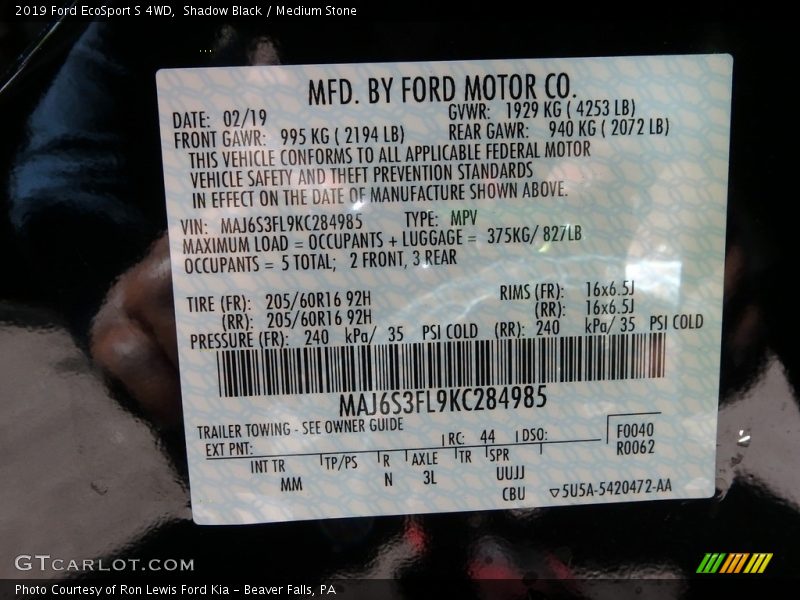 2019 Ford EcoSport S 4WD,  Shadow Black / Medium Stone
MFD. BY FORD MOTOR CO.
DATE: 02/19 GVWR: 1929 KG ( 4253 LB)
FRONT GAWR: 995 KG ( 2194 LB) REAR GAWR: 940 KG ( 2072 LB)
THIS VEHICLE CONFORMS TO ALL APPLICABLE FEDERAL MOTOR
VEHICLE SAFETY AND THEFT PREVENTION STANDARDS
IN EFFECT ON THE DATE OF MANUFACTURE SHOWN ABOVE.
VIN: MAJ6S3FL9KC284985 TYPE: MPV
MAXIMUM LOAD = OCCUPANTS + LUGGAGE = 375KG/ 827LB
OCCUPANTS = 5 TOTAL; 2 FRONT, 3 REAR
TIRE (FR): 205/60R16 92H RIMS (FR): 16x6.5J
(RR): 205/60R16 92H (RR): 16x6.5J
PRESSURE (FR): 240 kPa/ 35 PSI COLD (RR): 240 kPa/ 35 PSI COLD
MAJ6S3FL9KC284985
TRAILER TOWING - SEE OWNER GUIDE
EXT PNT: RC: 44 DSO: F0040
R0062
INT TR TP/PS R AXLE TR SPR
MM N 3L UUJJ
CBU ▽5U5A-5420472-AA
GTCARLOT.COM
Photo Courtesy of Ron Lewis Ford Kia - Beaver Falls, PA